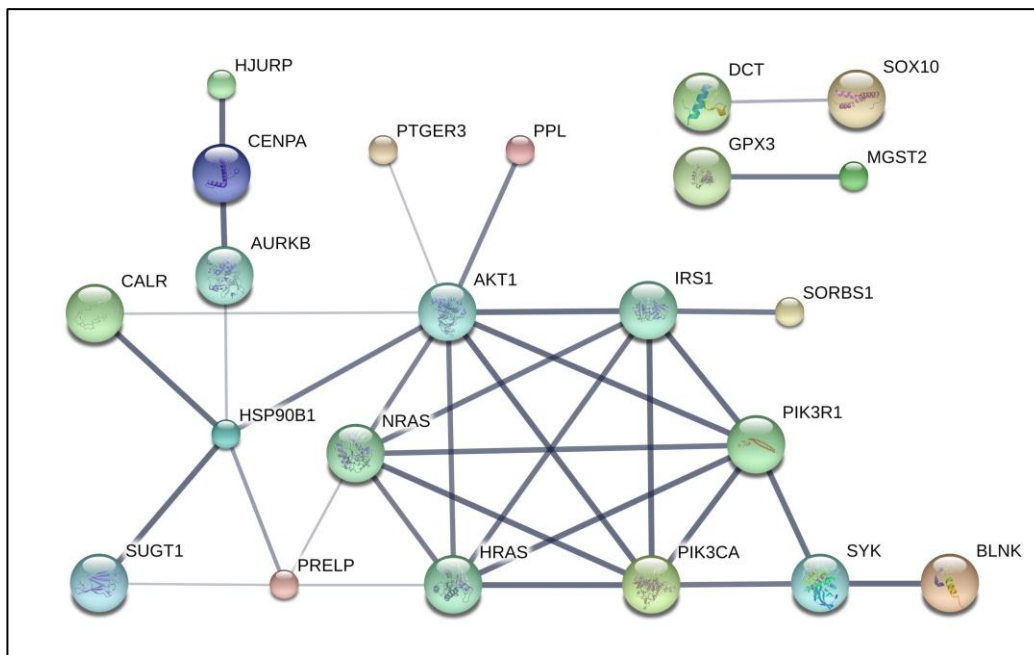 HJURP
DCT
SOX10
CENPA
PTGER3
PPL
GPX3
MGST2
AURKB
CALR
AKT1
IRS1
SORBS1
HSP90B1
NRAS
PIK3R1
SUGT1
PRELP
HRAS
PIK3CA
SYK
BLNK